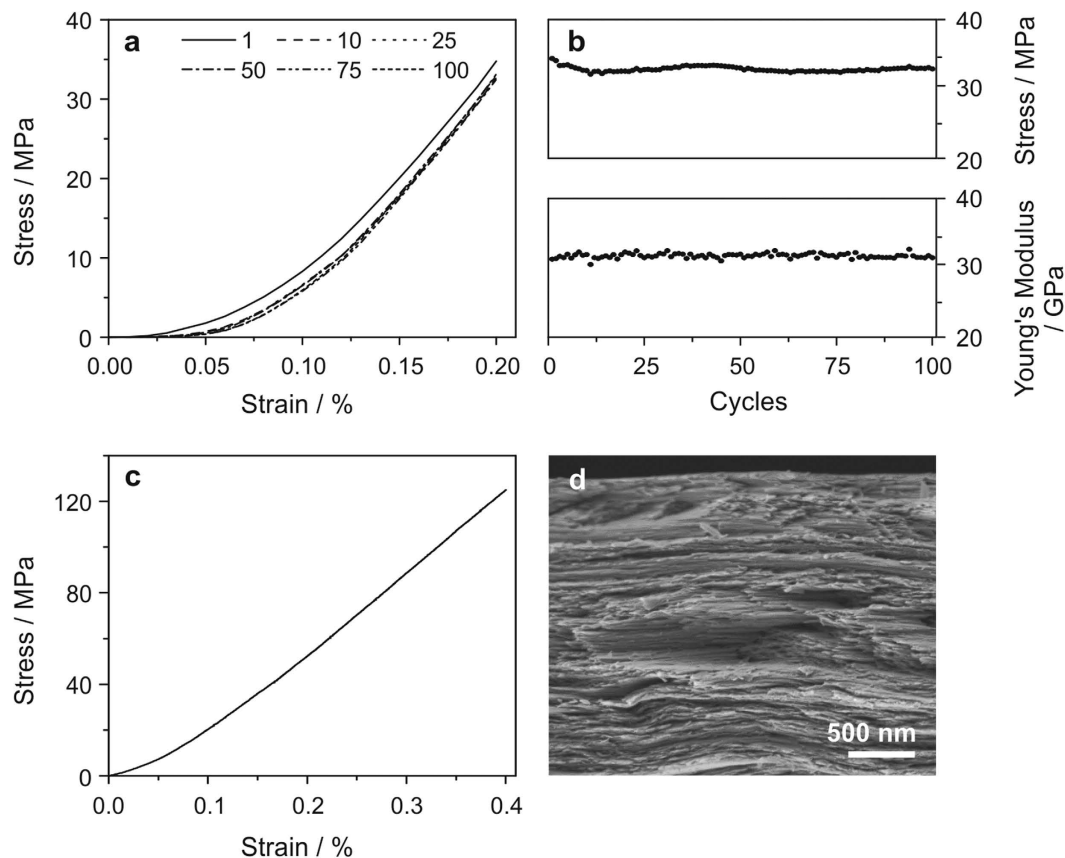 a
1 10 25
50 75 100
40
30
20
10
0
0.00 0.05 0.10 0.15 0.20
Stress / MPa
Strain / %
b
40
30
20
Stress / MPa
40
30
20
Young's Modulus
/ GPa
0 25 50 75 100
Cycles
c
120
80
40
0
0.0 0.1 0.2 0.3 0.4
Stress / MPa
Strain / %
d
500 nm